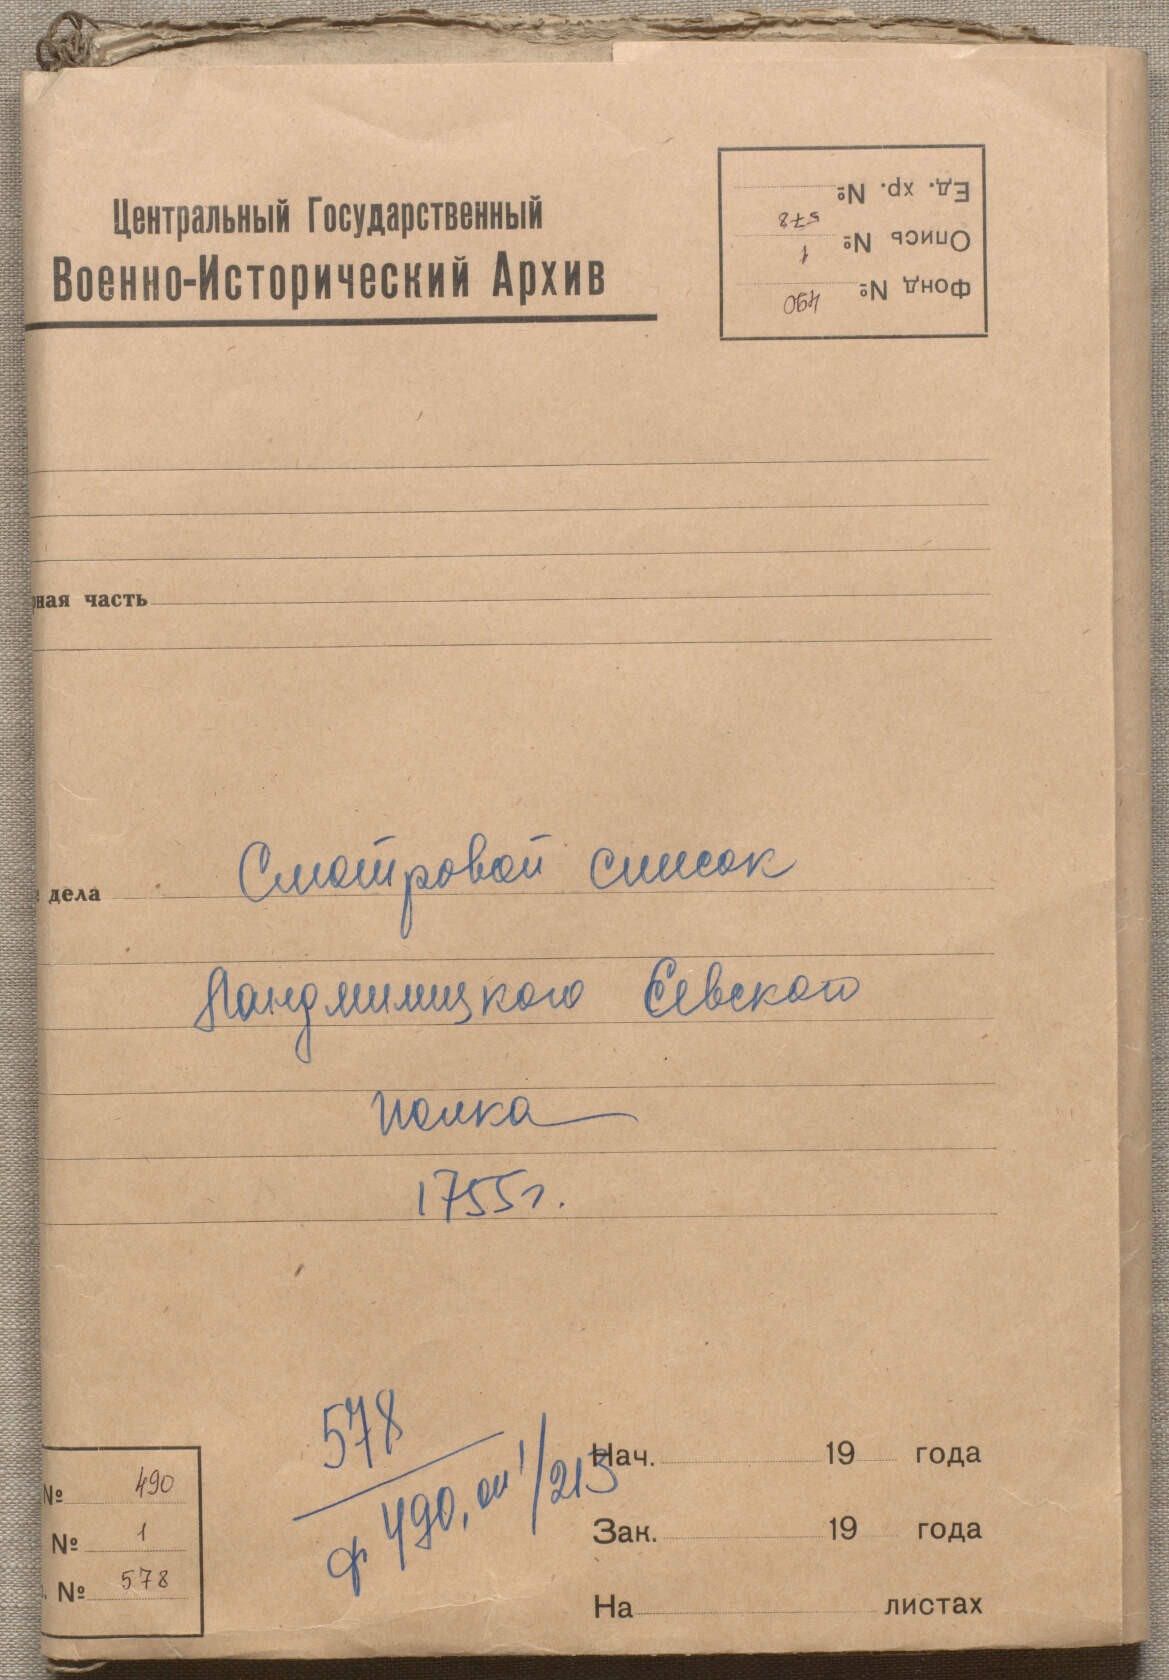 Центральный Государственный
Военно-Исторический Архив
Фонд № 490
Опись № 1
Ед. хр. № 578
рная часть
дела Смотровой список
Ландмилицкого Севского
полка
1755 г.
578
ф 490, оп 1/213
№ 490
№ 1
№ 578
Нач. 19 года
Зак. 19 года
На листах